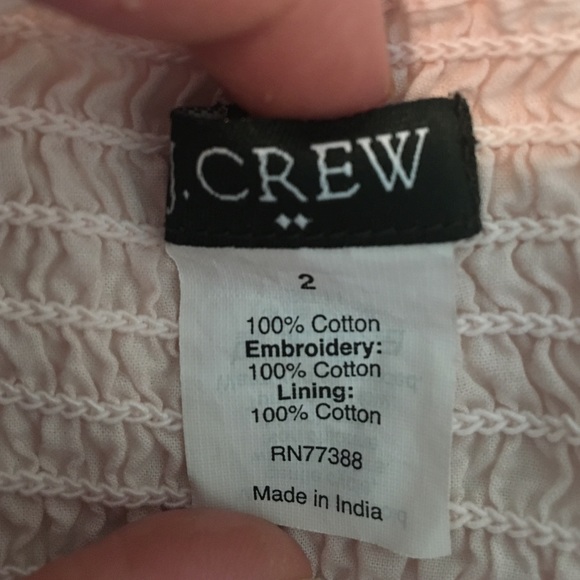 J.CREW
2
100% Cotton
Embroidery:
100% Cotton
Lining:
100% Cotton
RN77388
Made in India